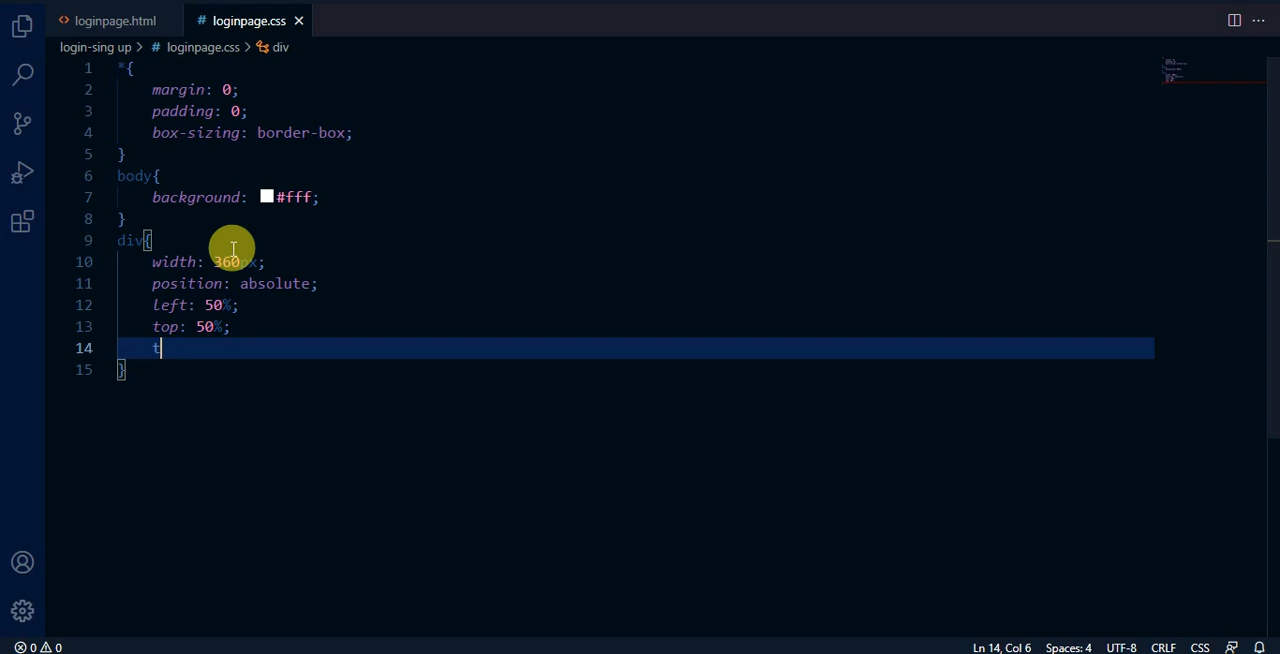 <> loginpage.html # loginpage.css ×
login-sing up > # loginpage.css > div
1 *{
2 margin: 0;
3 padding: 0;
4 box-sizing: border-box;
5 }
6 body{
7 background: #fff;
8 }
9 div{
10 width: 360px;
11 position: absolute;
12 left: 50%;
13 top: 50%;
14 t
15 }
0 0 Ln 14, Col 6 Spaces: 4 UTF-8 CRLF CSS